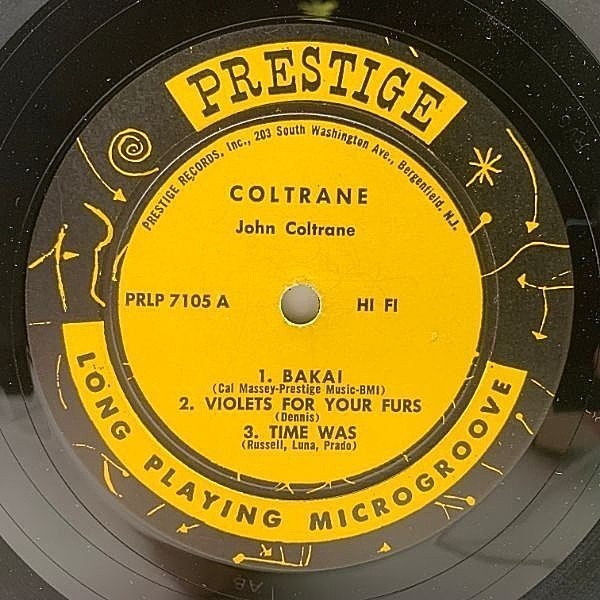 PRESTIGE
PRESTIGE RECORDS, Inc., 203 South Washington Ave., Bergenfield, N.J.
COLTRANE
John Coltrane
PRLP 7105 A HI FI
1. BAKAI
(Cal Massey-Prestige Music-BMI)
2. VIOLETS FOR YOUR FURS
(Dennis)
3. TIME WAS
(Russell, Luna, Prado)
LONG PLAYING MICROGROOVE
AB